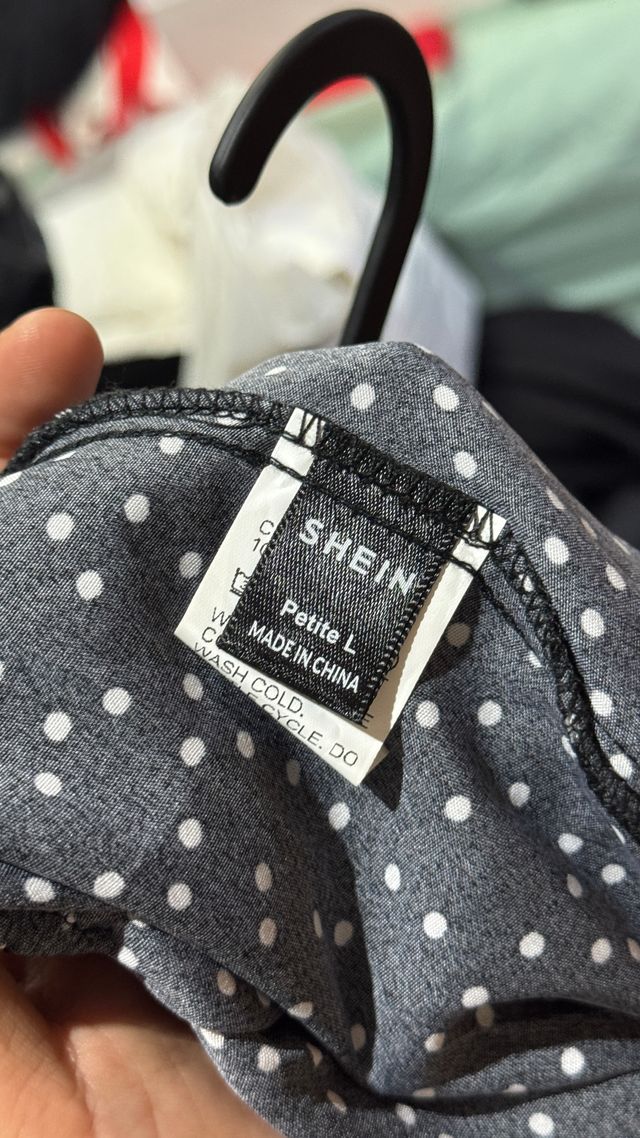 SHEIN
Petite L
MADE IN CHINA
WASH COLD.
CYCLE. DO